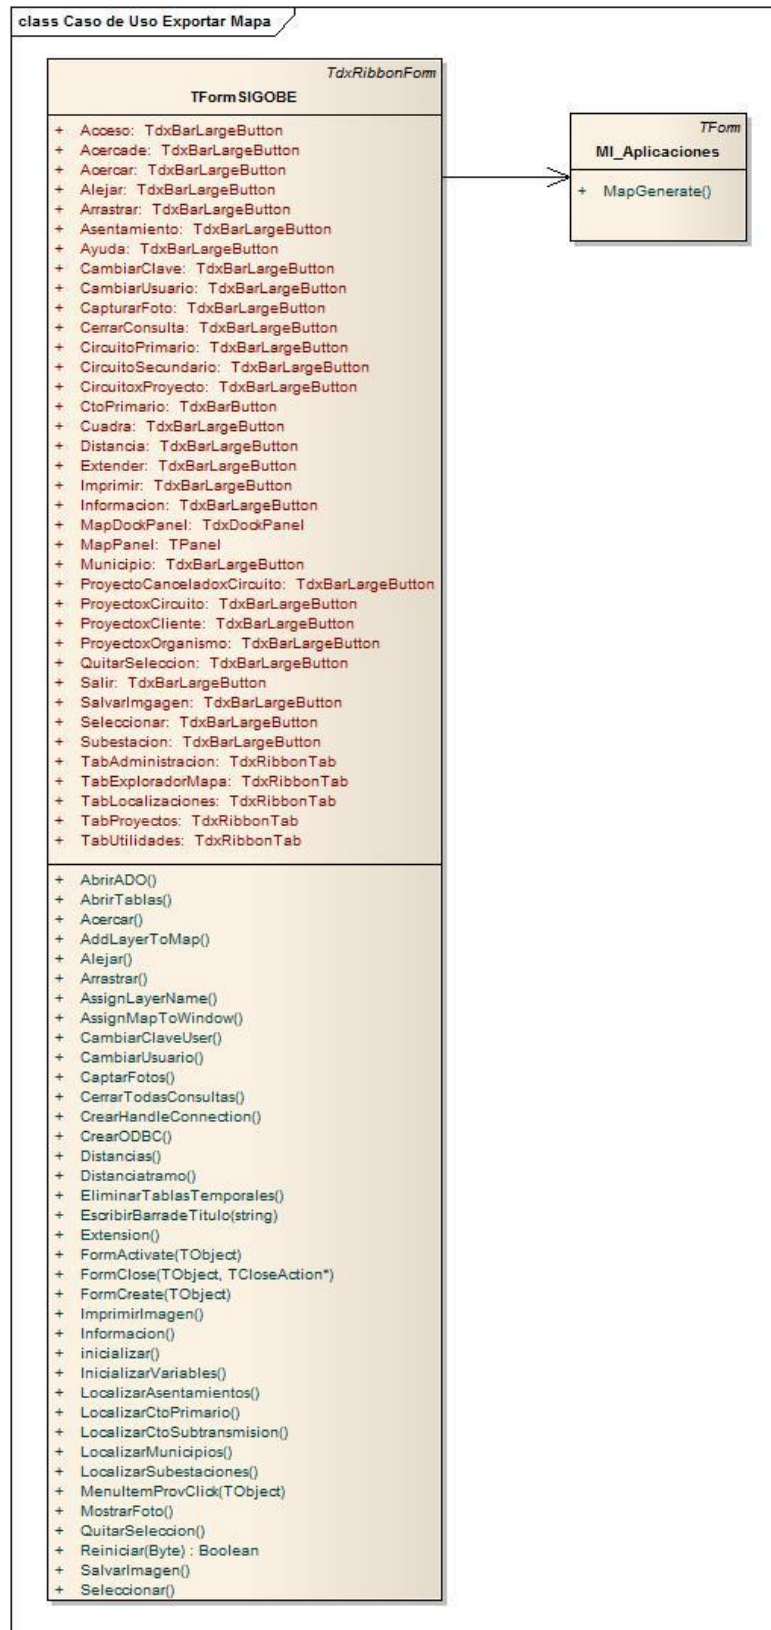 class Caso de Uso Exportar Mapa
TdxRibbonForm
TFormSIGOBE
+ Acceso: TdxBarLargeButton
+ Acercade: TdxBarLargeButton
+ Acercar: TdxBarLargeButton
+ Alejar: TdxBarLargeButton
+ Arrastrar: TdxBarLargeButton
+ Asentamiento: TdxBarLargeButton
+ Ayuda: TdxBarLargeButton
+ CambiarClave: TdxBarLargeButton
+ CambiarUsuario: TdxBarLargeButton
+ CapturarFoto: TdxBarLargeButton
+ CerrarConsulta: TdxBarLargeButton
+ CircuitoPrimario: TdxBarLargeButton
+ CircuitoSecundario: TdxBarLargeButton
+ CircuitoxProyecto: TdxBarLargeButton
+ CtoPrimario: TdxBarButton
+ Cuadra: TdxBarLargeButton
+ Distancia: TdxBarLargeButton
+ Extender: TdxBarLargeButton
+ Imprimir: TdxBarLargeButton
+ Informacion: TdxBarLargeButton
+ MapDockPanel: TdxDockPanel
+ MapPanel: TPanel
+ Municipio: TdxBarLargeButton
+ ProyectoCanceladoxCircuito: TdxBarLargeButton
+ ProyectoxCircuito: TdxBarLargeButton
+ ProyectoxCliente: TdxBarLargeButton
+ ProyectoxOrganismo: TdxBarLargeButton
+ QuitarSeleccion: TdxBarLargeButton
+ Salir: TdxBarLargeButton
+ SalvarImgagen: TdxBarLargeButton
+ Seleccionar: TdxBarLargeButton
+ Subestacion: TdxBarLargeButton
+ TabAdministracion: TdxRibbonTab
+ TabExploradorMapa: TdxRibbonTab
+ TabLocalizaciones: TdxRibbonTab
+ TabProyectos: TdxRibbonTab
+ TabUtilidades: TdxRibbonTab
+ AbrirADO()
+ AbrirTablas()
+ Acercar()
+ AddLayerToMap()
+ Alejar()
+ Arrastrar()
+ AssignLayerName()
+ AssignMapToWindow()
+ CambiarClaveUser()
+ CambiarUsuario()
+ CaptarFotos()
+ CerrarTodasConsultas()
+ CrearHandleConnection()
+ CrearODBC()
+ Distancias()
+ Distanciatramo()
+ EliminarTablasTemporales()
+ EscribirBarradeTitulo(string)
+ Extension()
+ FormActivate(TObject)
+ FormClose(TObject, TCloseAction*)
+ FormCreate(TObject)
+ ImprimirImagen()
+ Informacion()
+ inicializar()
+ InicializarVariables()
+ LocalizarAsentamientos()
+ LocalizarCtoPrimario()
+ LocalizarCtoSubtransmision()
+ LocalizarMunicipios()
+ LocalizarSubestaciones()
+ MenuItemProvClick(TObject)
+ MostrarFoto()
+ QuitarSeleccion()
+ Reiniciar(Byte) : Boolean
+ SalvarImagen()
+ Seleccionar()
TForm
MI_Aplicaciones
+ MapGenerate()